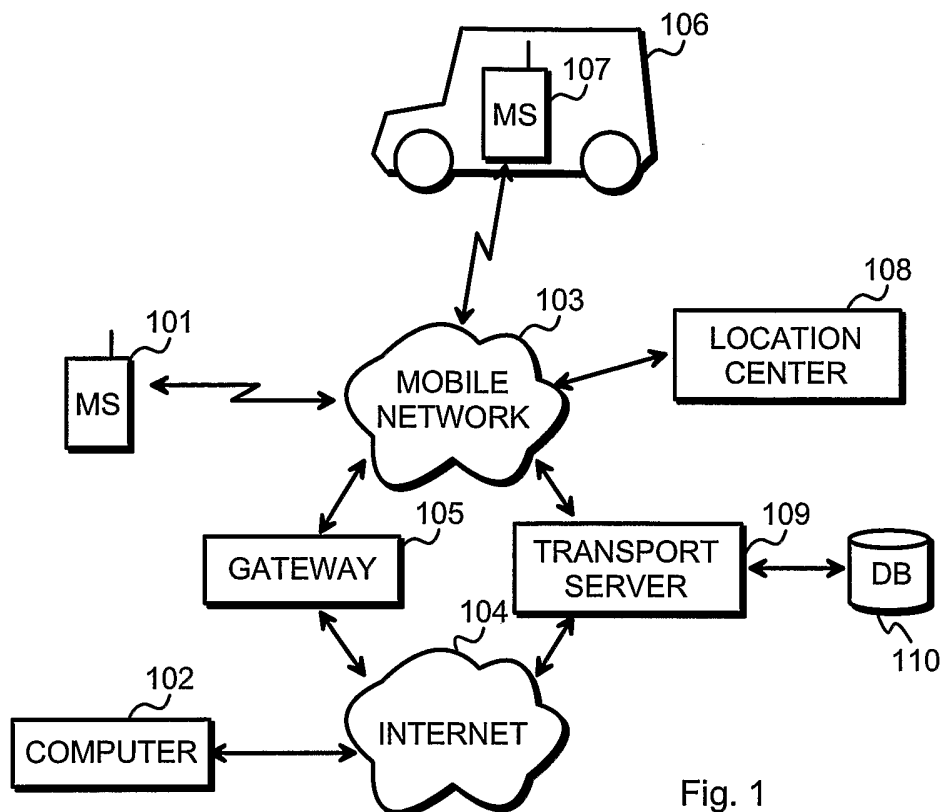 106
107
MS
103
108
101
LOCATION
CENTER
MOBILE
NETWORK
MS
105
109
GATEWAY
TRANSPORT
SERVER
DB
104
110
102
INTERNET
COMPUTER
Fig. 1